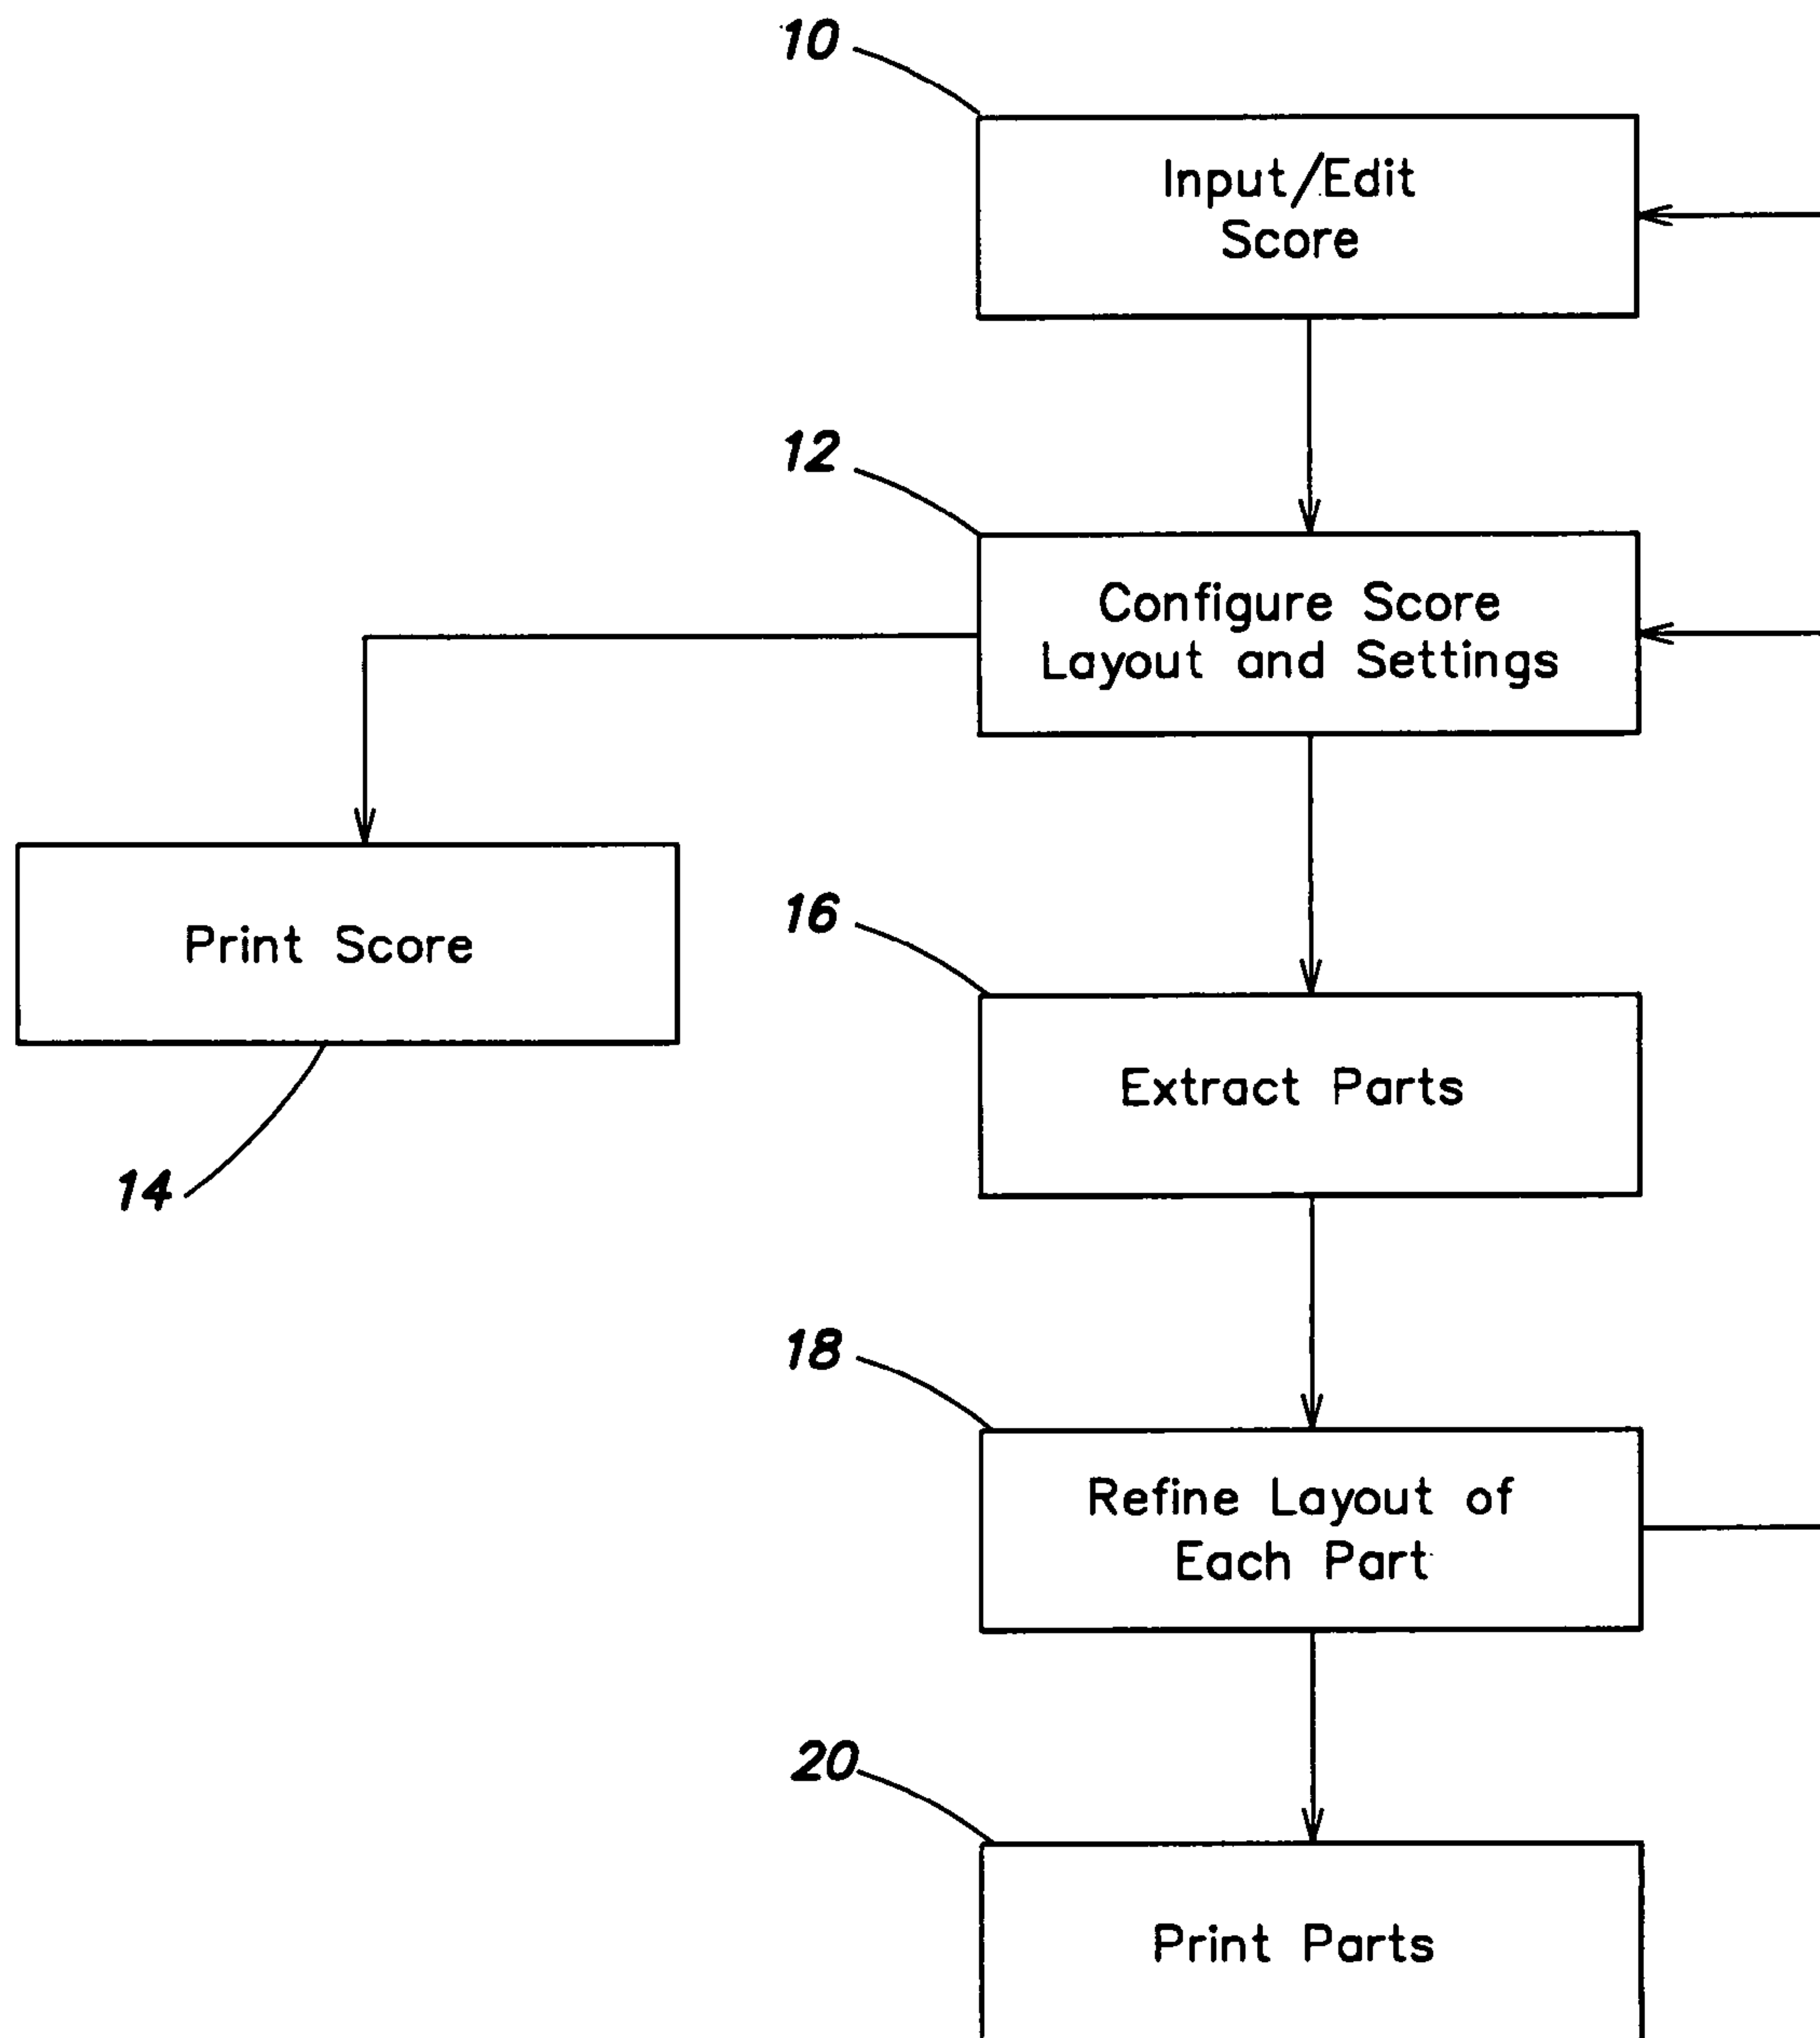 10
Input/Edit
Score
12
Configure Score
Layout and Settings
Print Score
14
16
Extract Parts
18
Refine Layout of
Each Part
20
Print Parts